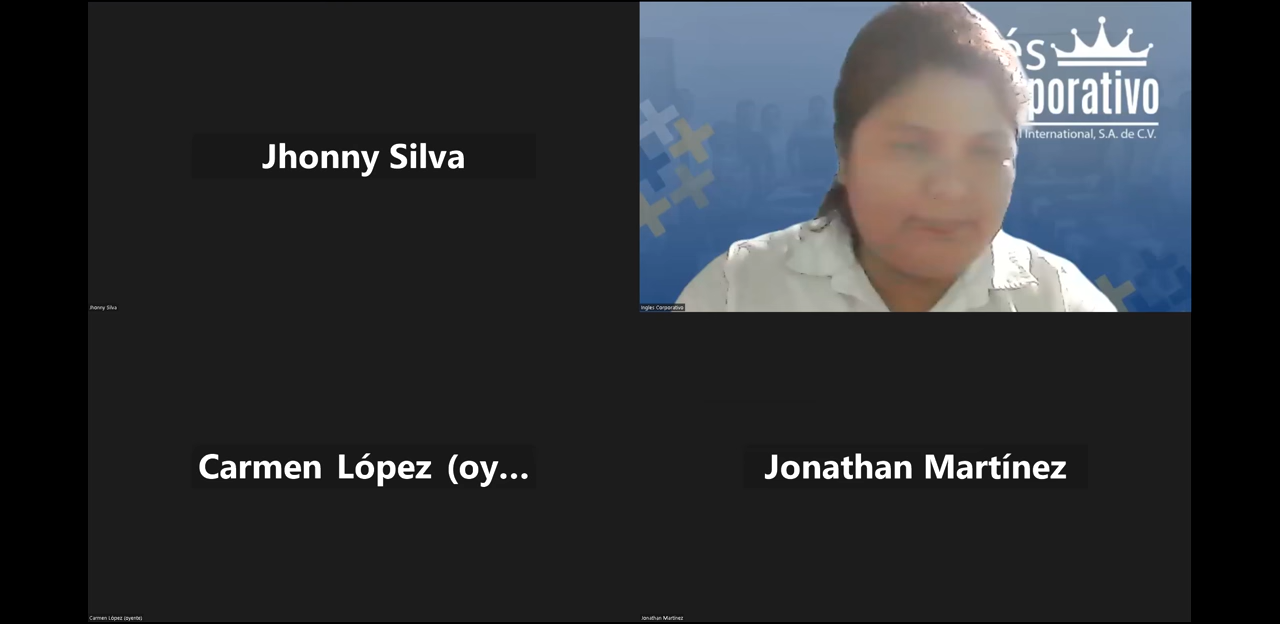 Jhonny Silva
Jhonny Silva
és
porativo
International, S.A. de C.V.
Ingles Corporativo
Carmen López (oy...
Jonathan Martínez
Carmen López (oyente)
Jonathan Martínez